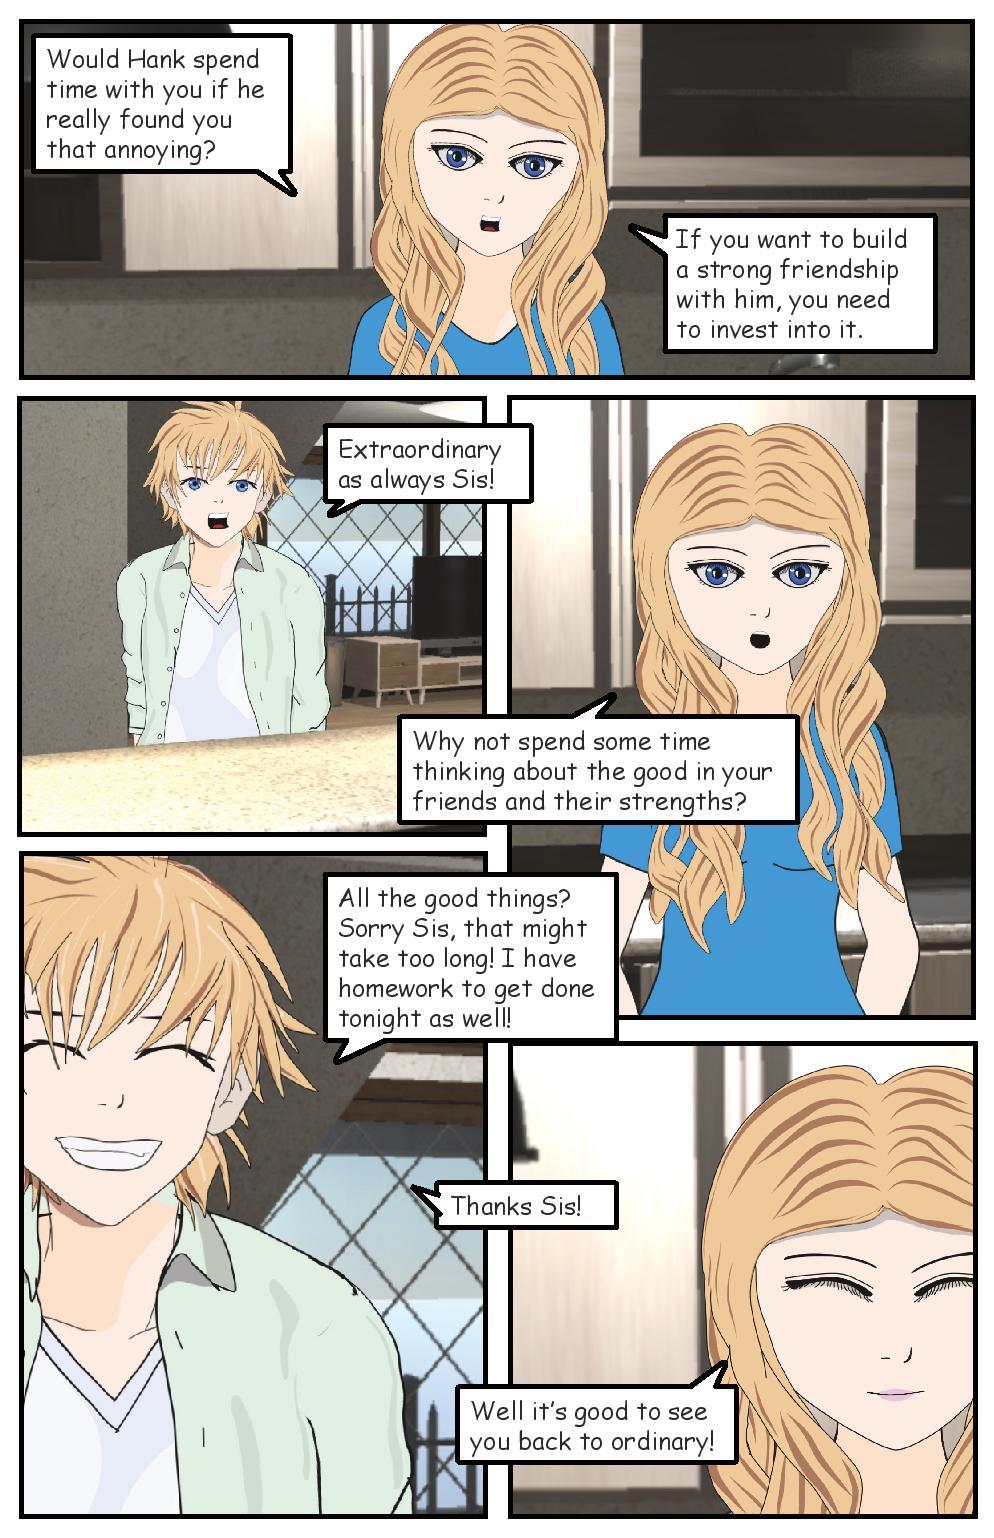 Would Hank spend
time with you if he
really found you
that annoying?
If you want to build
a strong friendship
with him, you need
to invest into it.
Extraordinary
as always Sis!
Why not spend some time
thinking about the good in your
friends and their strengths?
All the good things?
Sorry Sis, that might
take too long! I have
homework to get done
tonight as well!
Thanks Sis!
Well it's good to see
you back to ordinary!